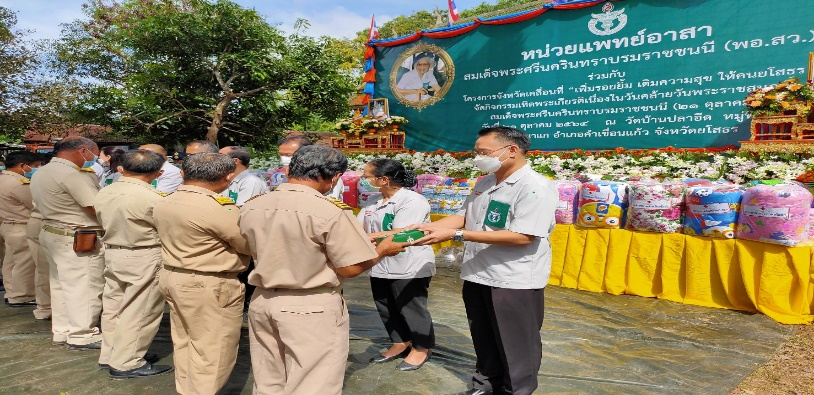 หน่วยแพทย์อาสา
สมเด็จพระศรีนครินทราบรมราชชนนี (พอ.สว.)
ร่วมกับ
โครงการจังหวัดเคลื่อนที่ "เพิ่มรอยยิ้ม เติมความสุข ให้คนยโสธร
จัดกิจกรรมเทิดพระเกียรติเนื่องในวันคล้ายวันพระราชสม
สมเด็จพระศรีนครินทราบรมราชชนนี (๒๑ ตุลาคม
ตุลาคม ๒๕๖๔ ณ วัดบ้านปลาอีด หมู่
อำเภอคำเขื่อนแก้ว จังหวัดยโสธร